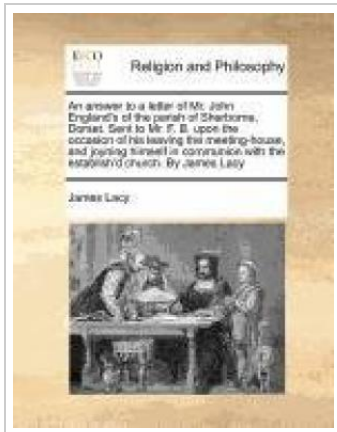 ECCO
Religion and Philosophy
An answer to a letter of Mr. John
England's of the parish of Sherborne,
Dorset. Sent to Mr. F. B. upon the
occasion of his leaving the meeting-house,
and joyning himself in communion with the
establish'd church. By James Lacy
James Lacy